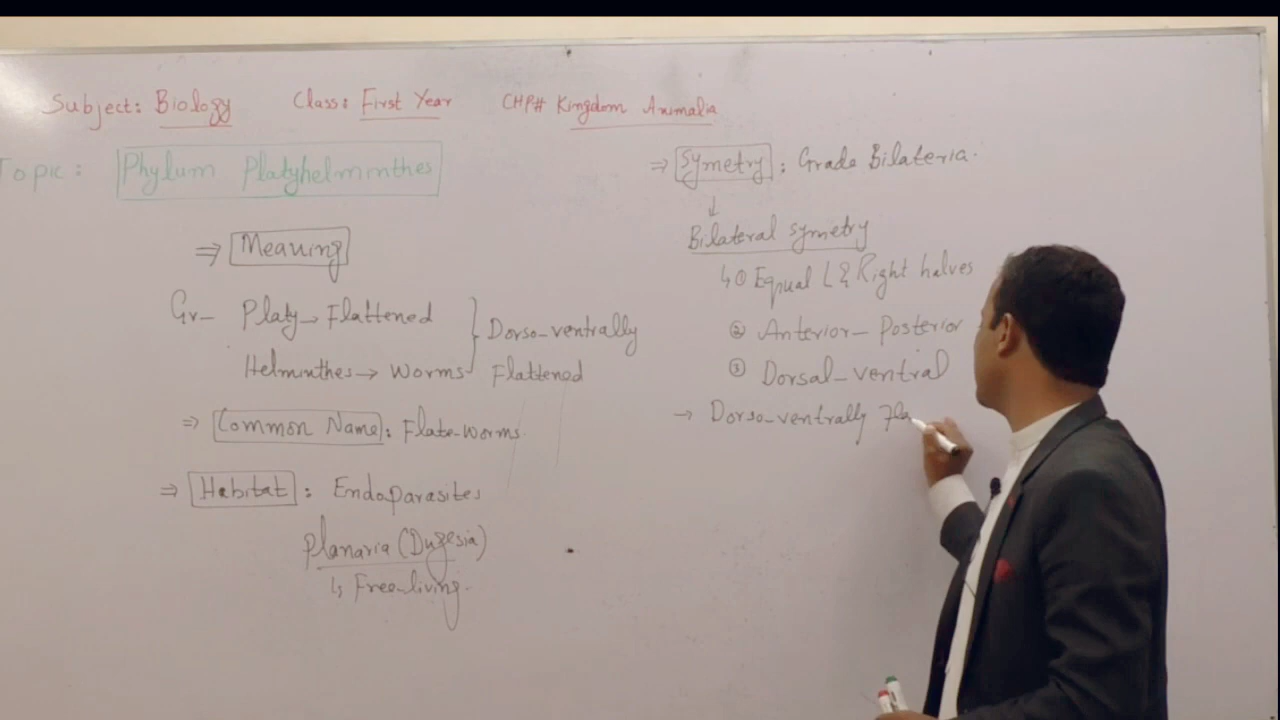 Subject: Biology Class: First Year CHP# Kingdom Animalia
Topic: Phylum Platyhelminthes
⇒ Meaning
Gr- Platy → Flattened } Dorso-ventrally
Helminthes → Worms Flattened
⇒ Common Name: Flate-worms.
⇒ Habitat: Endoparasites
Planaria (Dugesia)
↳ Free-living.
⇒ Symetry: Grade Bilateria.
↓
Bilateral symetry
↳ ① Equal L & Right halves
② Anterior-Posterior
③ Dorsal-ventral
→ Dorso-ventrally Fla